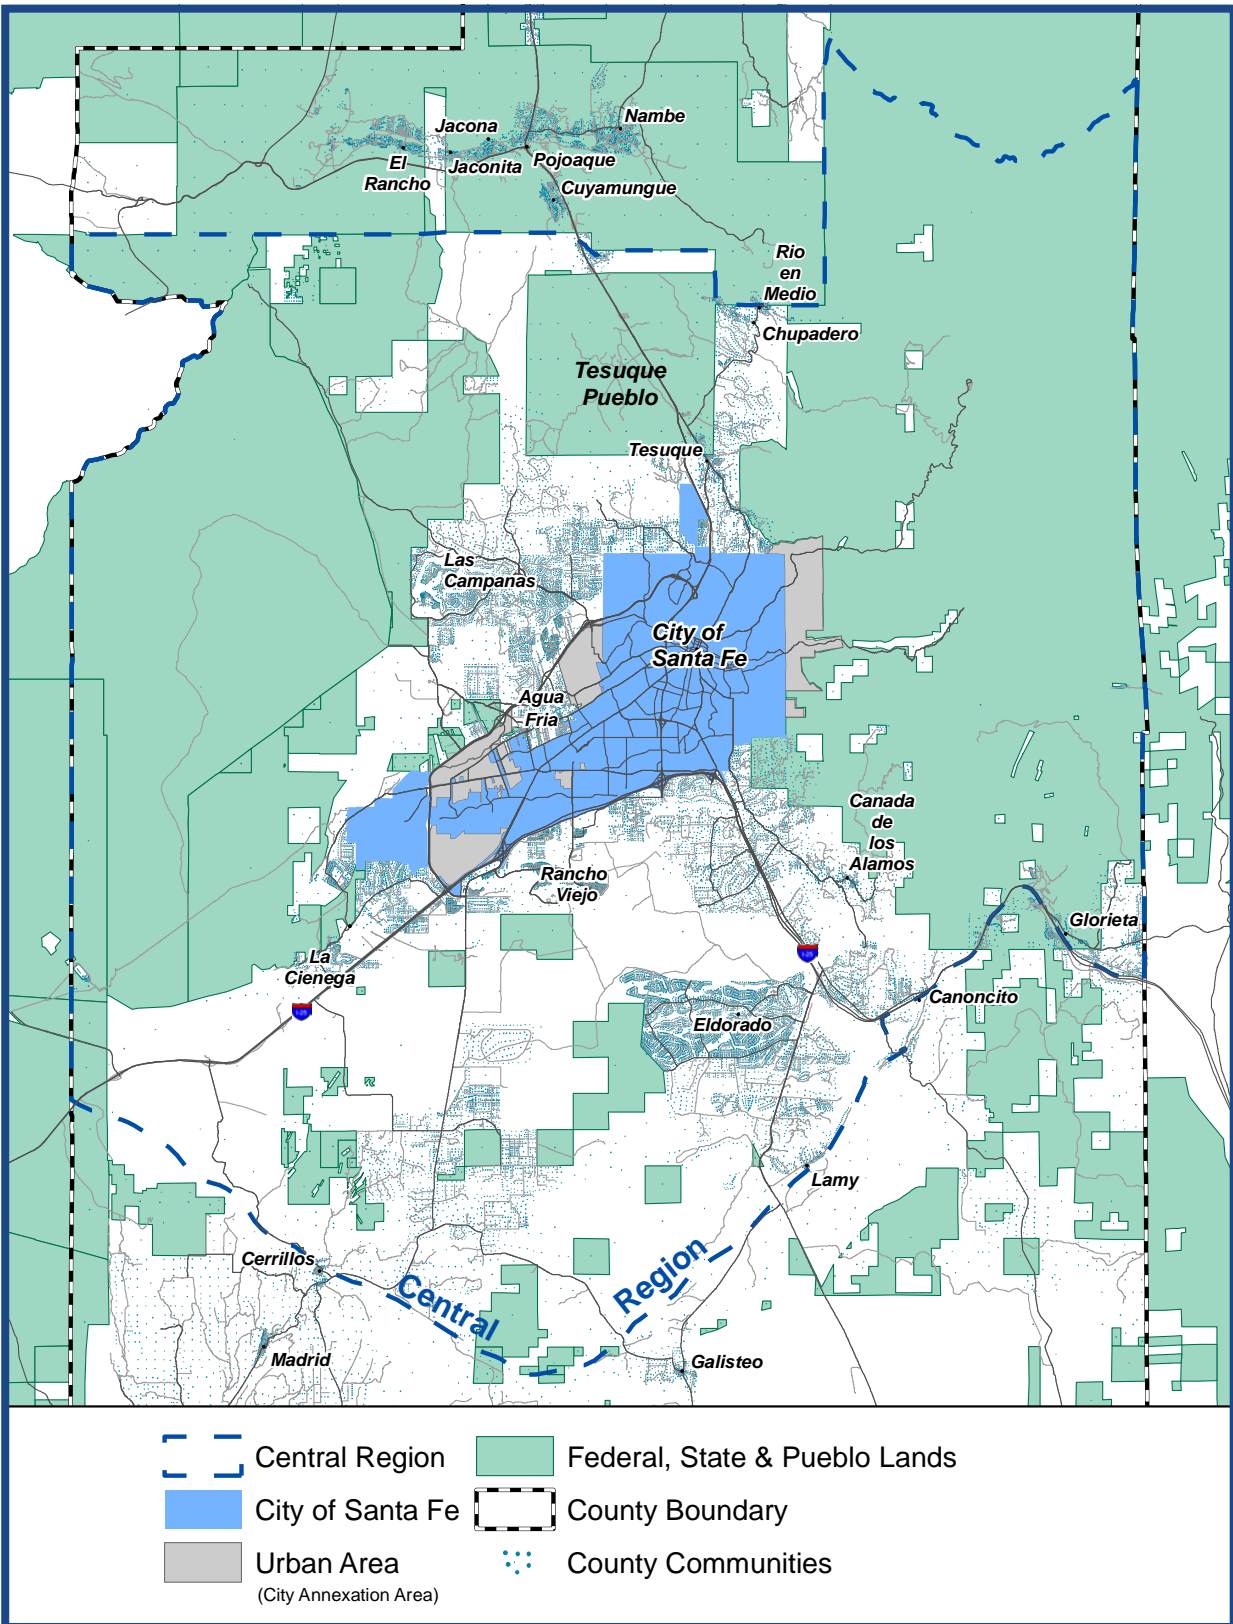 Nambe
Jacona
El
Rancho
Jaconita
Pojoaque
Cuyamungue
Rio
en
Medio
Chupadero
Tesuque
Pueblo
Tesuque
Las
Campanas
City of
Santa Fe
Agua
Fria
Canada
de
los
Alamos
Rancho
Viejo
Glorieta
La
Cienega
I-25
I-25
Canoncito
Eldorado
Lamy
Cerrillos
Central
Region
Madrid
Galisteo
Central Region
Federal, State & Pueblo Lands
City of Santa Fe
County Boundary
Urban Area
(City Annexation Area)
County Communities